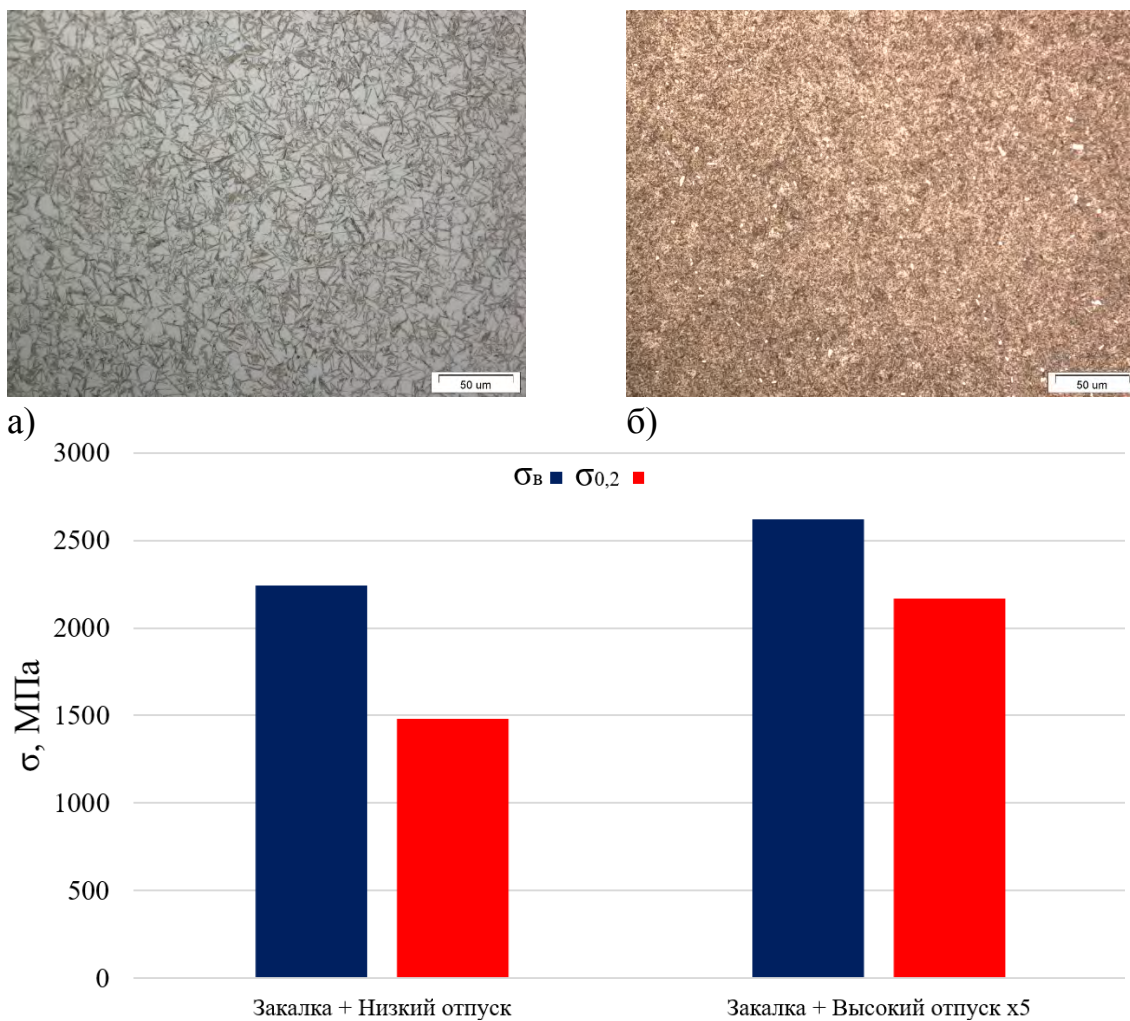 50 um
50 um
а)
б)
3000
σв σ0,2
2500
2000
1500
1000
500
0
σ, МПа
Закалка + Низкий отпуск
Закалка + Высокий отпуск x5